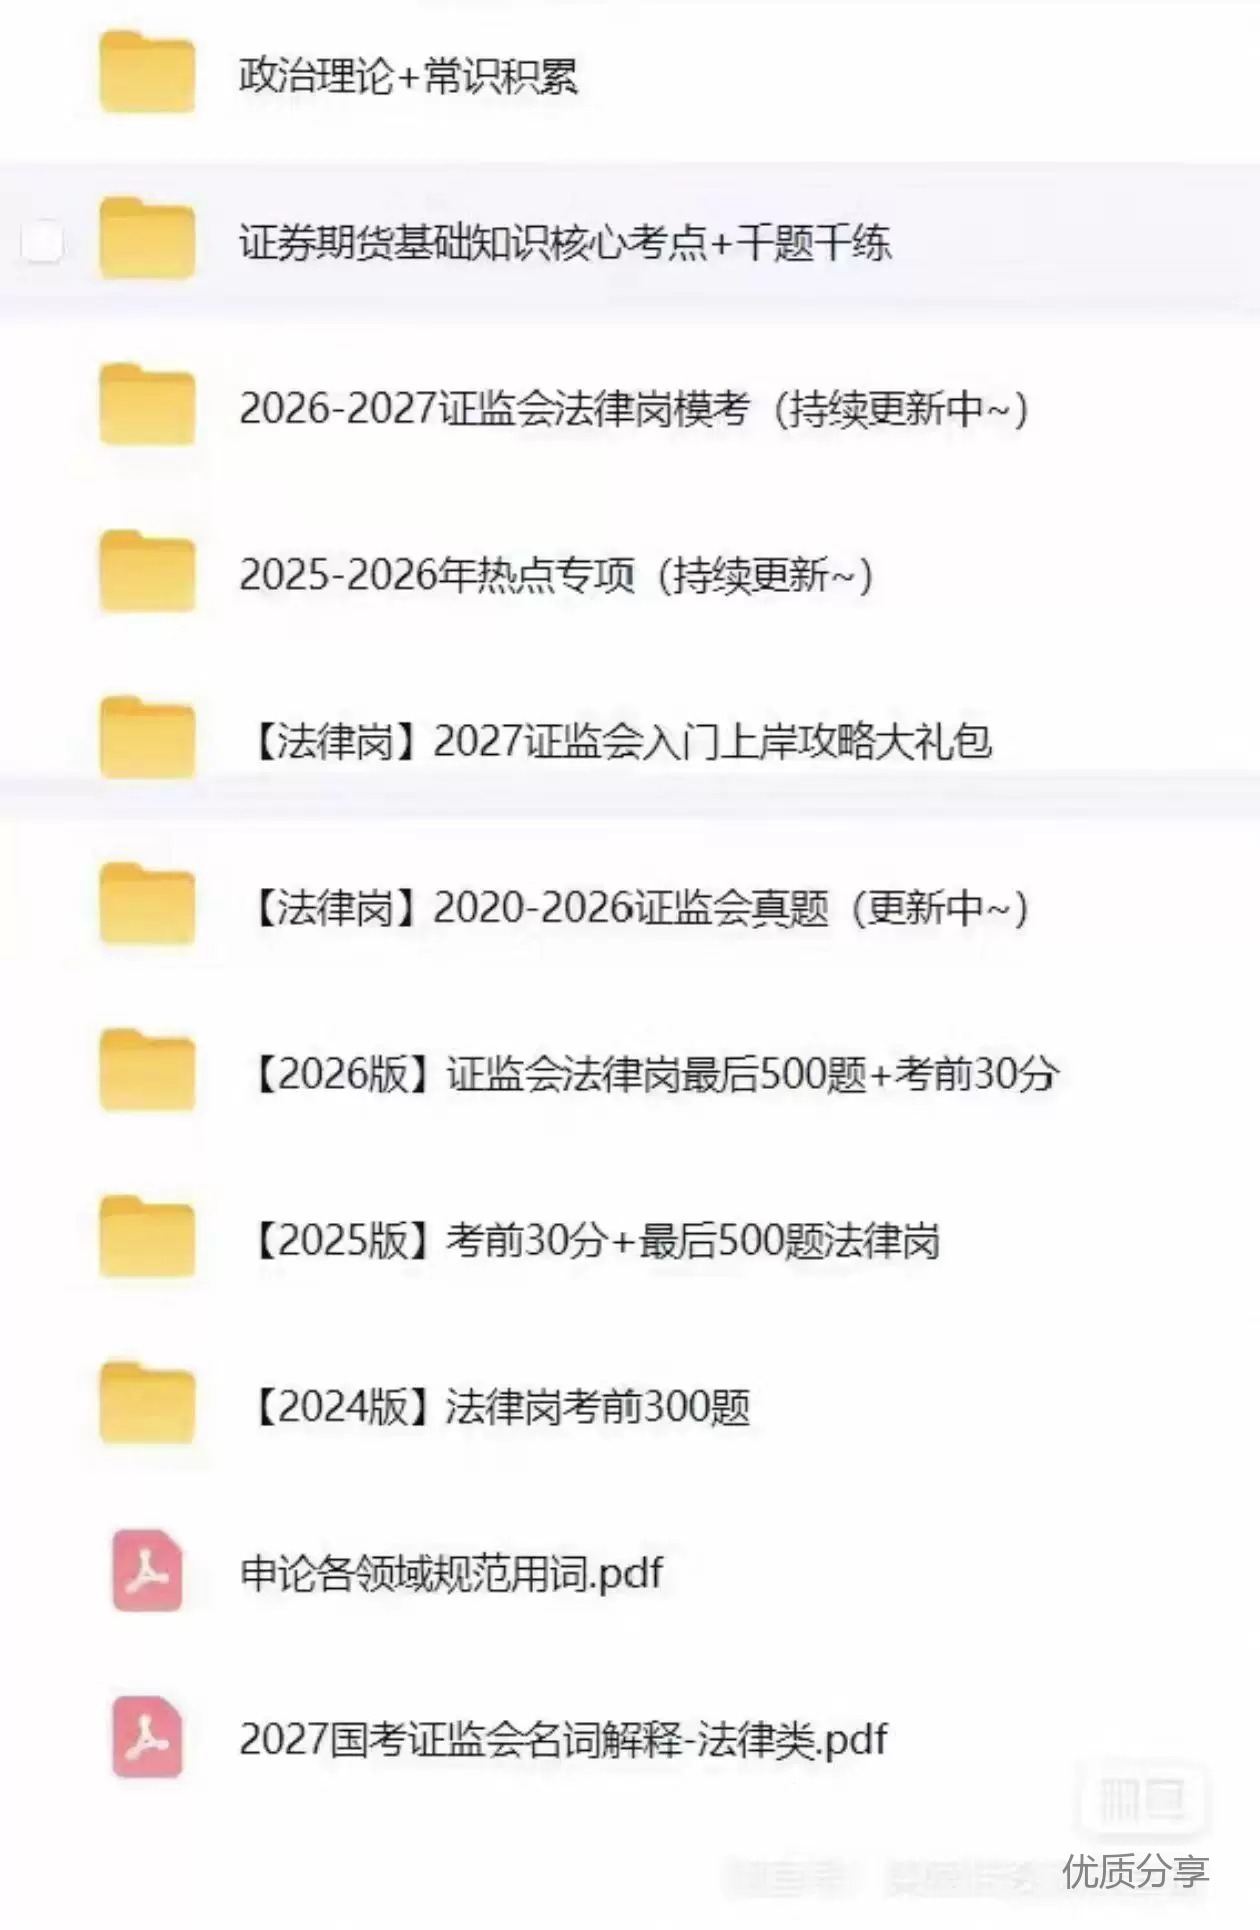 政治理论+常识积累
证券期货基础知识核心考点+千题千练
2026-2027证监会法律岗模考（持续更新中~）
2025-2026年热点专项（持续更新~）
【法律岗】2027证监会入门上岸攻略大礼包
【法律岗】2020-2026证监会真题（更新中~）
【2026版】证监会法律岗最后500题+考前30分
【2025版】考前30分+最后500题法律岗
【2024版】法律岗考前300题
申论各领域规范用词.pdf
2027国考证监会名词解释-法律类.pdf
优质分享